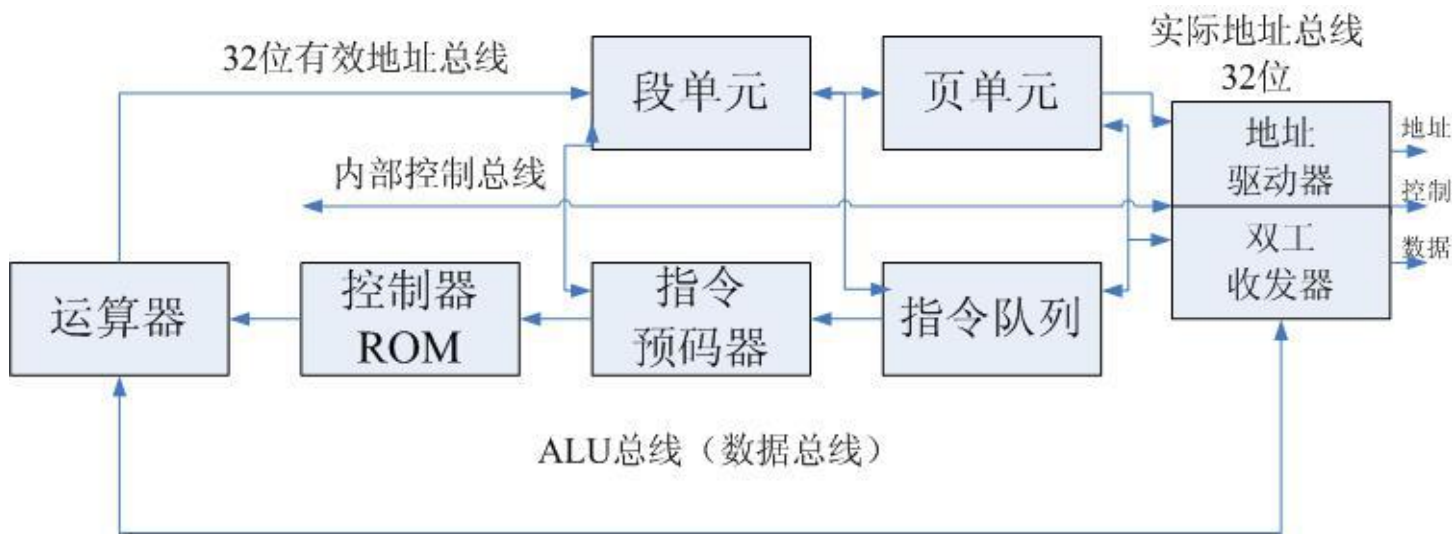 实际地址总线
32位
32位有效地址总线
段单元
页单元
地址
驱动器
地址
内部控制总线
控制
双工
收发器
数据
运算器
控制器
ROM
指令
预码器
指令队列
ALU总线（数据总线）